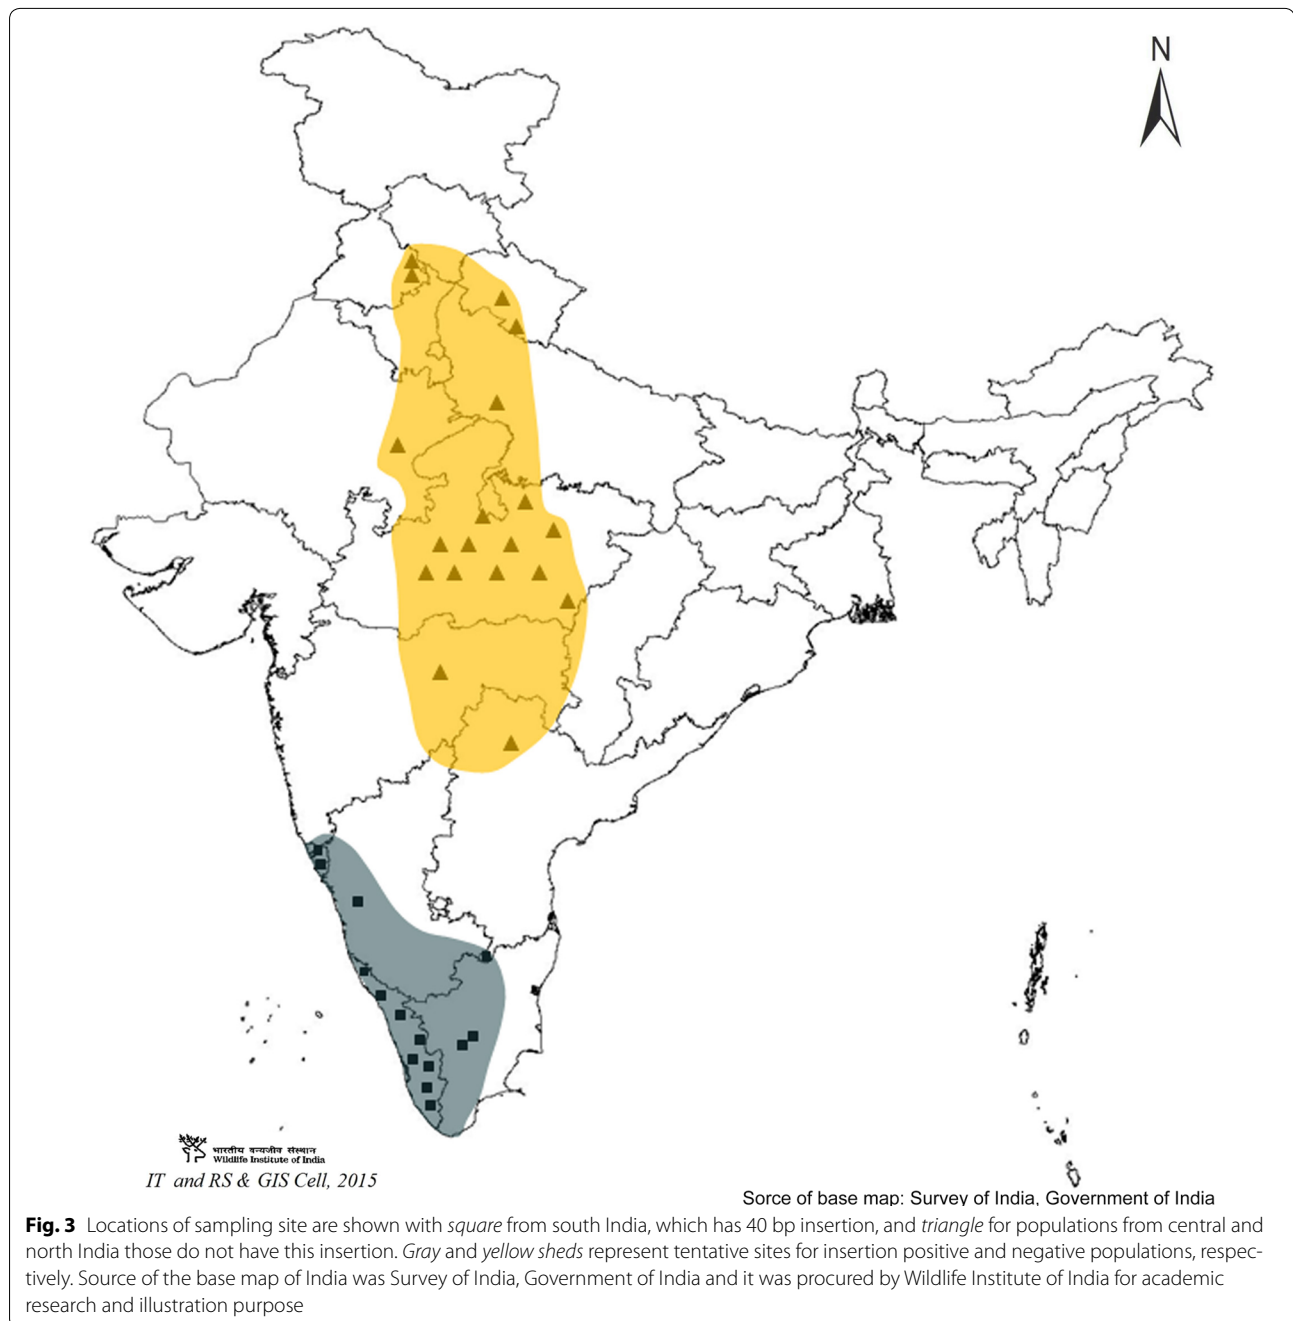 N
भारतीय वन्यजीव संस्थान
Wildlife Institute of India
IT and RS & GIS Cell, 2015
Sorce of base map: Survey of India, Government of India
Fig. 3 Locations of sampling site are shown with square from south India, which has 40 bp insertion, and triangle for populations from central and
north India those do not have this insertion. Gray and yellow sheds represent tentative sites for insertion positive and negative populations, respec-
tively. Source of the base map of India was Survey of India, Government of India and it was procured by Wildlife Institute of India for academic
research and illustration purpose